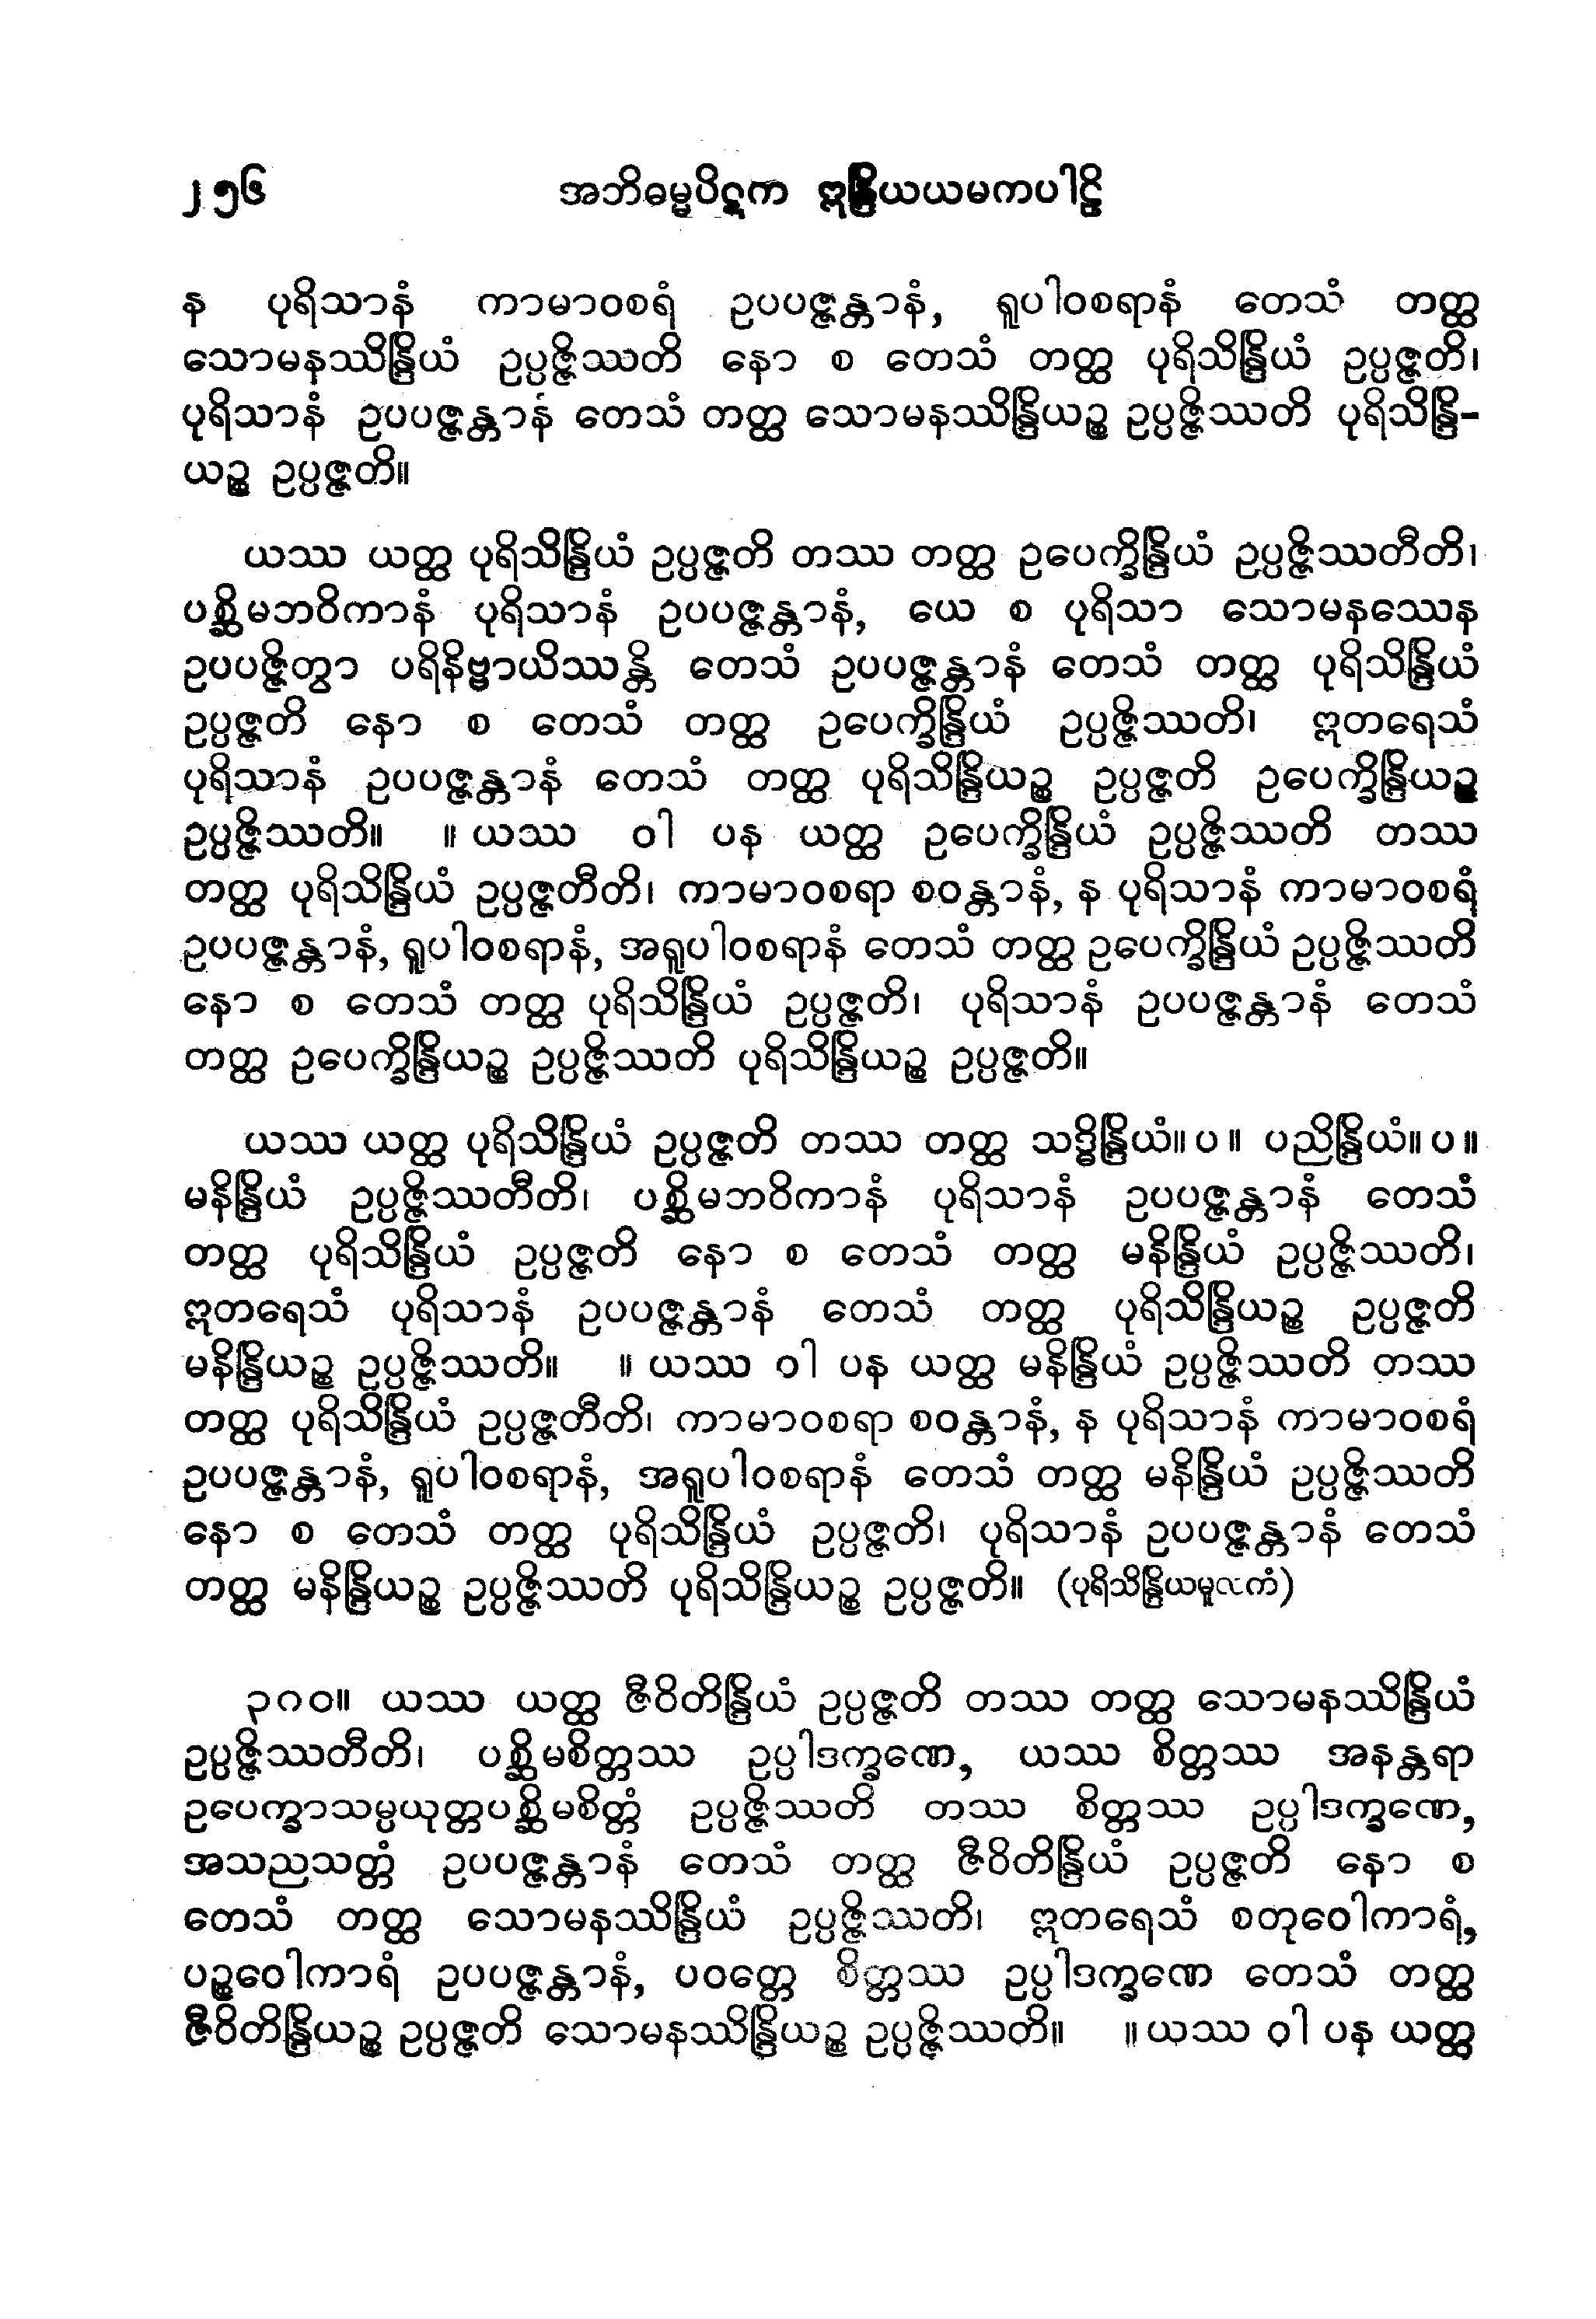 ၂၅၆ အဘိဓမ္မပိဋက ဣန္ဒြိယယမကပါဠိ
န ပုရိသာနံ ကာမာဝစရံ ဥပပဇ္ဇန္တာနံ, ရူပါဝစရာနံ တေသံ တတ္ထ
သောမနဿိန္ဒြိယံ ဥပ္ပဇ္ဇိဿတိ နော စ တေသံ တတ္ထ ပုရိသိန္ဒြိယံ ဥပ္ပဇ္ဇတိ၊
ပုရိသာနံ ဥပပဇ္ဇန္တာနံ တေသံ တတ္ထ သောမနဿိန္ဒြိယဉ္စ ဥပ္ပဇ္ဇိဿတိ ပုရိသိန္ဒြိ-
ယဉ္စ ဥပ္ပဇ္ဇတိ။
ယဿ ယတ္ထ ပုရိသိန္ဒြိယံ ဥပ္ပဇ္ဇတိ တဿ တတ္ထ ဥပေက္ခိန္ဒြိယံ ဥပ္ပဇ္ဇိဿတီတိ၊
ပစ္ဆိမဘဝိကာနံ ပုရိသာနံ ဥပပဇ္ဇန္တာနံ, ယေ စ ပုရိသာ သောမနဿေန
ဥပပဇ္ဇိတွာ ပရိနိဗ္ဗာယိဿန္တိ တေသံ ဥပပဇ္ဇန္တာနံ တေသံ တတ္ထ ပုရိသိန္ဒြိယံ
ဥပ္ပဇ္ဇတိ နော စ တေသံ တတ္ထ ဥပေက္ခိန္ဒြိယံ ဥပ္ပဇ္ဇိဿတိ၊ ဣတရေသံ
ပုရိသာနံ ဥပပဇ္ဇန္တာနံ တေသံ တတ္ထ ပုရိသိန္ဒြိယဉ္စ ဥပ္ပဇ္ဇတိ ဥပေက္ခိန္ဒြိယဉ္စ
ဥပ္ပဇ္ဇိဿတိ။ ။ ယဿ ဝါ ပန ယတ္ထ ဥပေက္ခိန္ဒြိယံ ဥပ္ပဇ္ဇိဿတိ တဿ
တတ္ထ ပုရိသိန္ဒြိယံ ဥပ္ပဇ္ဇတီတိ၊ ကာမာဝစရာ စဝန္တာနံ, န ပုရိသာနံ ကာမာဝစရံ
ဥပပဇ္ဇန္တာနံ, ရူပါဝစရာနံ, အရူပါဝစရာနံ တေသံ တတ္ထ ဥပေက္ခိန္ဒြိယံ ဥပ္ပဇ္ဇိဿတိ
နော စ တေသံ တတ္ထ ပုရိသိန္ဒြိယံ ဥပ္ပဇ္ဇတိ၊ ပုရိသာနံ ဥပပဇ္ဇန္တာနံ တေသံ
တတ္ထ ဥပေက္ခိန္ဒြိယဉ္စ ဥပ္ပဇ္ဇိဿတိ ပုရိသိန္ဒြိယဉ္စ ဥပ္ပဇ္ဇတိ။
ယဿ ယတ္ထ ပုရိသိန္ဒြိယံ ဥပ္ပဇ္ဇတိ တဿ တတ္ထ သဒ္ဓိန္ဒြိယံ။ ပ ။ ပညိန္ဒြိယံ။ ပ ။
မနိန္ဒြိယံ ဥပ္ပဇ္ဇိဿတီတိ၊ ပစ္ဆိမဘဝိကာနံ ပုရိသာနံ ဥပပဇ္ဇန္တာနံ တေသံ
တတ္ထ ပုရိသိန္ဒြိယံ ဥပ္ပဇ္ဇတိ နော စ တေသံ တတ္ထ မနိန္ဒြိယံ ဥပ္ပဇ္ဇိဿတိ၊
ဣတရေသံ ပုရိသာနံ ဥပပဇ္ဇန္တာနံ တေသံ တတ္ထ ပုရိသိန္ဒြိယဉ္စ ဥပ္ပဇ္ဇတိ
မနိန္ဒြိယဉ္စ ဥပ္ပဇ္ဇိဿတိ။ ။ ယဿ ဝါ ပန ယတ္ထ မနိန္ဒြိယံ ဥပ္ပဇ္ဇိဿတိ တဿ
တတ္ထ ပုရိသိန္ဒြိယံ ဥပ္ပဇ္ဇတီတိ၊ ကာမာဝစရာ စဝန္တာနံ, န ပုရိသာနံ ကာမာဝစရံ
ဥပပဇ္ဇန္တာနံ, ရူပါဝစရာနံ, အရူပါဝစရာနံ တေသံ တတ္ထ မနိန္ဒြိယံ ဥပ္ပဇ္ဇိဿတိ
နော စ တေသံ တတ္ထ ပုရိသိန္ဒြိယံ ဥပ္ပဇ္ဇတိ၊ ပုရိသာနံ ဥပပဇ္ဇန္တာနံ တေသံ
တတ္ထ မနိန္ဒြိယဉ္စ ဥပ္ပဇ္ဇိဿတိ ပုရိသိန္ဒြိယဉ္စ ဥပ္ပဇ္ဇတိ။ (ပုရိသိန္ဒြိယမူလကံ)
၃၁၀။ ယဿ ယတ္ထ ဇီဝိတိန္ဒြိယံ ဥပ္ပဇ္ဇတိ တဿ တတ္ထ သောမနဿိန္ဒြိယံ
ဥပ္ပဇ္ဇိဿတီတိ၊ ပစ္ဆိမစိတ္တဿ ဥပ္ပါဒက္ခဏေ, ယဿ စိတ္တဿ အနန္တရာ
ဥပေက္ခာသမ္ပယုတ္တပစ္ဆိမစိတ္တံ ဥပ္ပဇ္ဇိဿတိ တဿ စိတ္တဿ ဥပ္ပါဒက္ခဏေ,
အသညသတ္တံ ဥပပဇ္ဇန္တာနံ တေသံ တတ္ထ ဇီဝိတိန္ဒြိယံ ဥပ္ပဇ္ဇတိ နော စ
တေသံ တတ္ထ သောမနဿိန္ဒြိယံ ဥပ္ပဇ္ဇိဿတိ၊ ဣတရေသံ စတုဝေါကာရံ,
ပဉ္စဝေါကာရံ ဥပပဇ္ဇန္တာနံ, ပဝတ္တေ စိတ္တဿ ဥပ္ပါဒက္ခဏေ တေသံ တတ္ထ
ဇီဝိတိန္ဒြိယဉ္စ ဥပ္ပဇ္ဇတိ သောမနဿိန္ဒြိယဉ္စ ဥပ္ပဇ္ဇိဿတိ။ ။ ယဿ ဝါ ပန ယတ္ထ